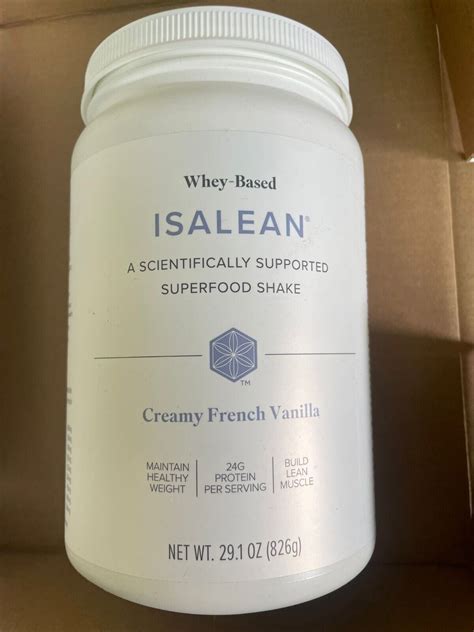 Whey-Based
ISALEAN®
A SCIENTIFICALLY SUPPORTED
SUPERFOOD SHAKE
TM
Creamy French Vanilla
MAINTAIN
HEALTHY
WEIGHT
24G
PROTEIN
PER SERVING
BUILD
LEAN
MUSCLE
NET WT. 29.1 OZ (826g)